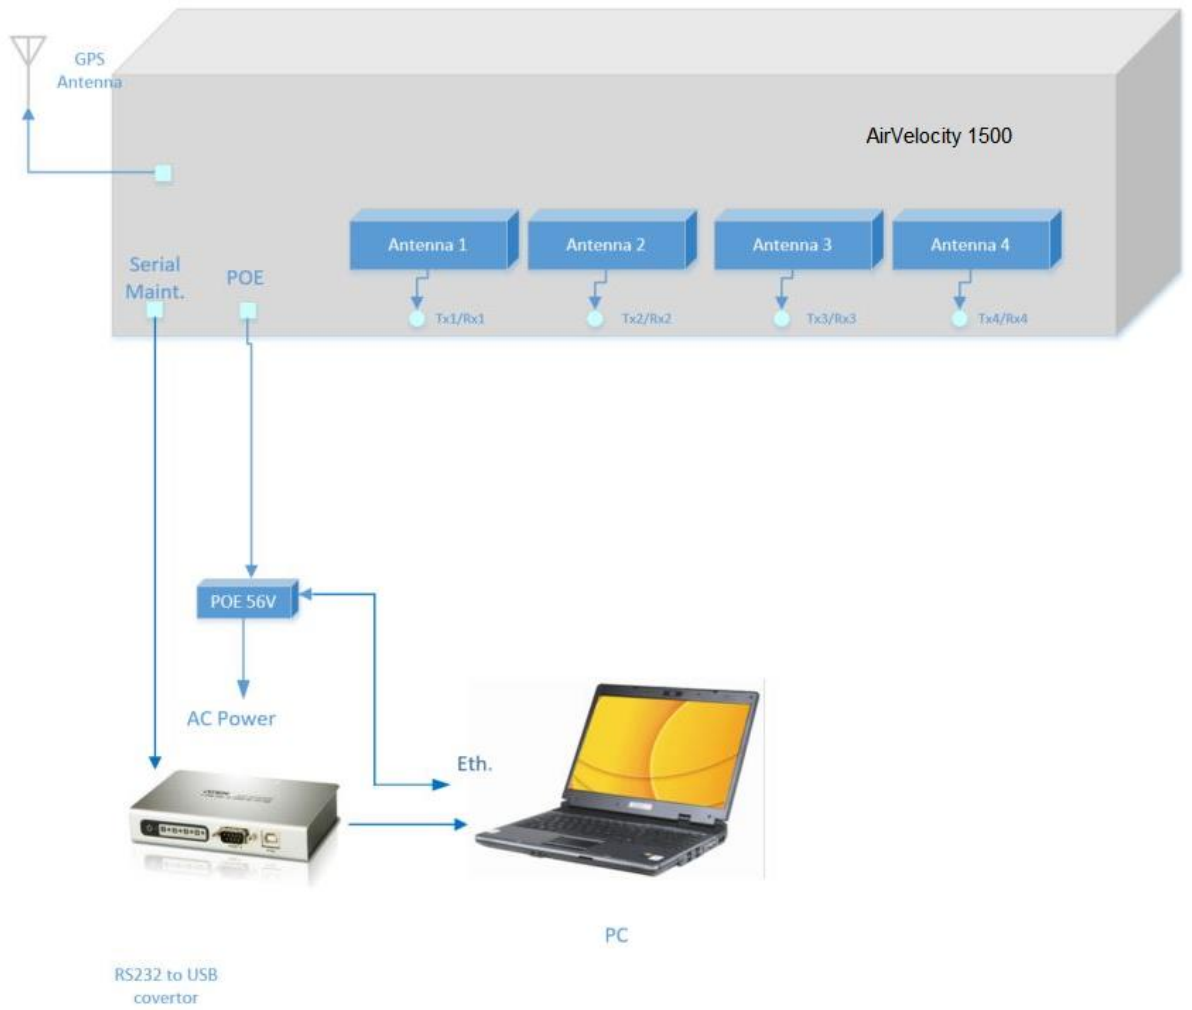 GPS
Antenna
AirVelocity 1500
Antenna 1
Antenna 2
Antenna 3
Antenna 4
Serial
Maint.
POE
Tx1/Rx1
Tx2/Rx2
Tx3/Rx3
Tx4/Rx4
POE 56V
AC Power
Eth.
PC
RS232 to USB
covertor